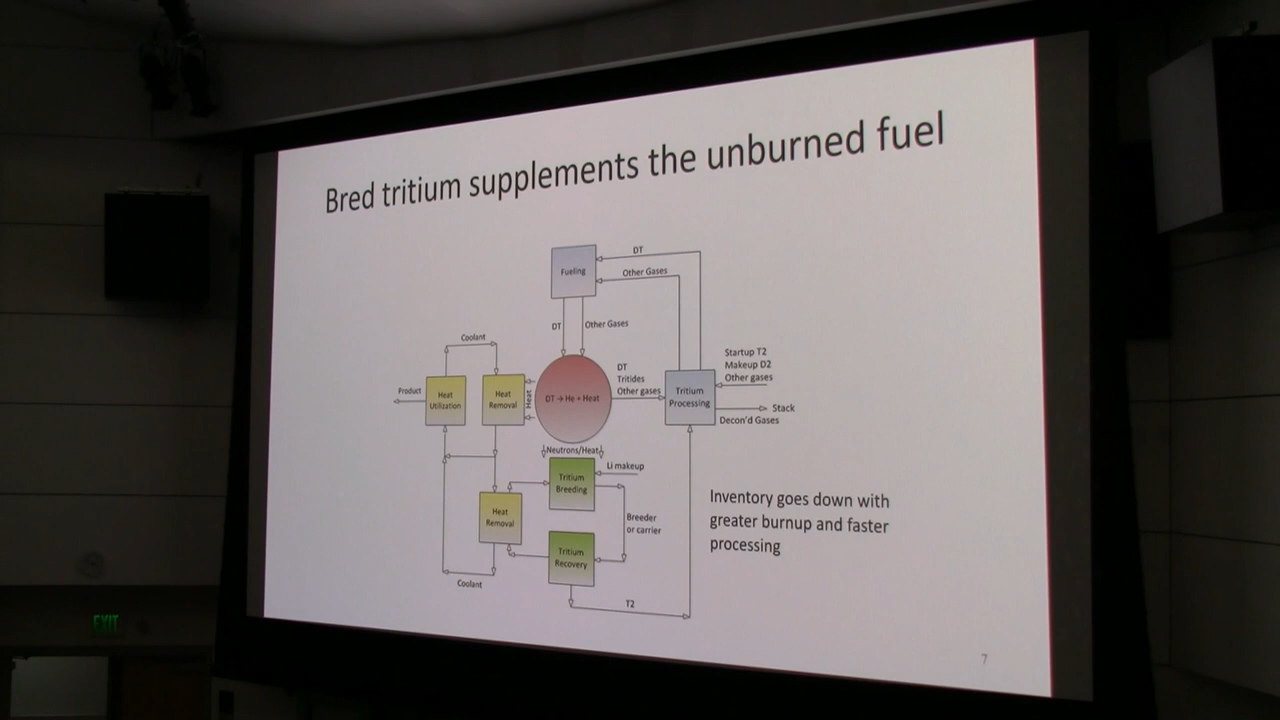 Bred tritium supplements the unburned fuel
DT
Fueling
Other Gases
DT
Other Gases
Coolant
DT
Tritides
Other gases
Startup T2
Makeup D2
Other gases
Product
Heat
Utilization
Heat
Removal
Heat
DT → He + Heat
Tritium
Processing
Stack
Decon'd Gases
Neutrons/Heat
Li makeup
Tritium
Breeding
Heat
Removal
Breeder
or carrier
Inventory goes down with
greater burnup and faster
processing
Tritium
Recovery
Coolant
T2
EXIT
7